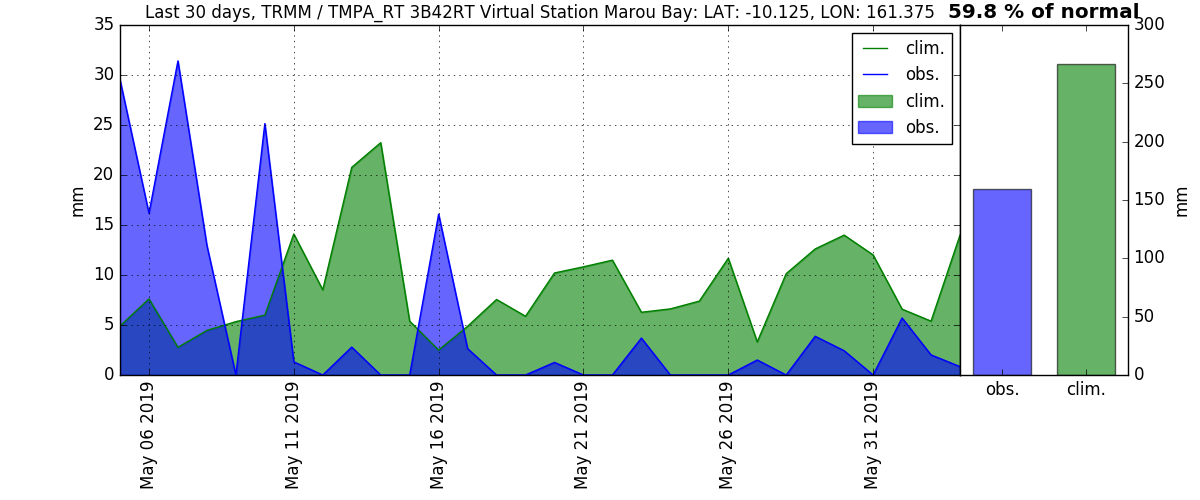 Last 30 days, TRMM / TMPA_RT 3B42RT Virtual Station Marou Bay: LAT: -10.125, LON: 161.375
59.8 % of normal
35
30
25
20
15
10
5
0
mm
clim.
obs.
clim.
obs.
May 06 2019
May 11 2019
May 16 2019
May 21 2019
May 26 2019
May 31 2019
300
250
200
150
100
50
0
mm
obs.
clim.